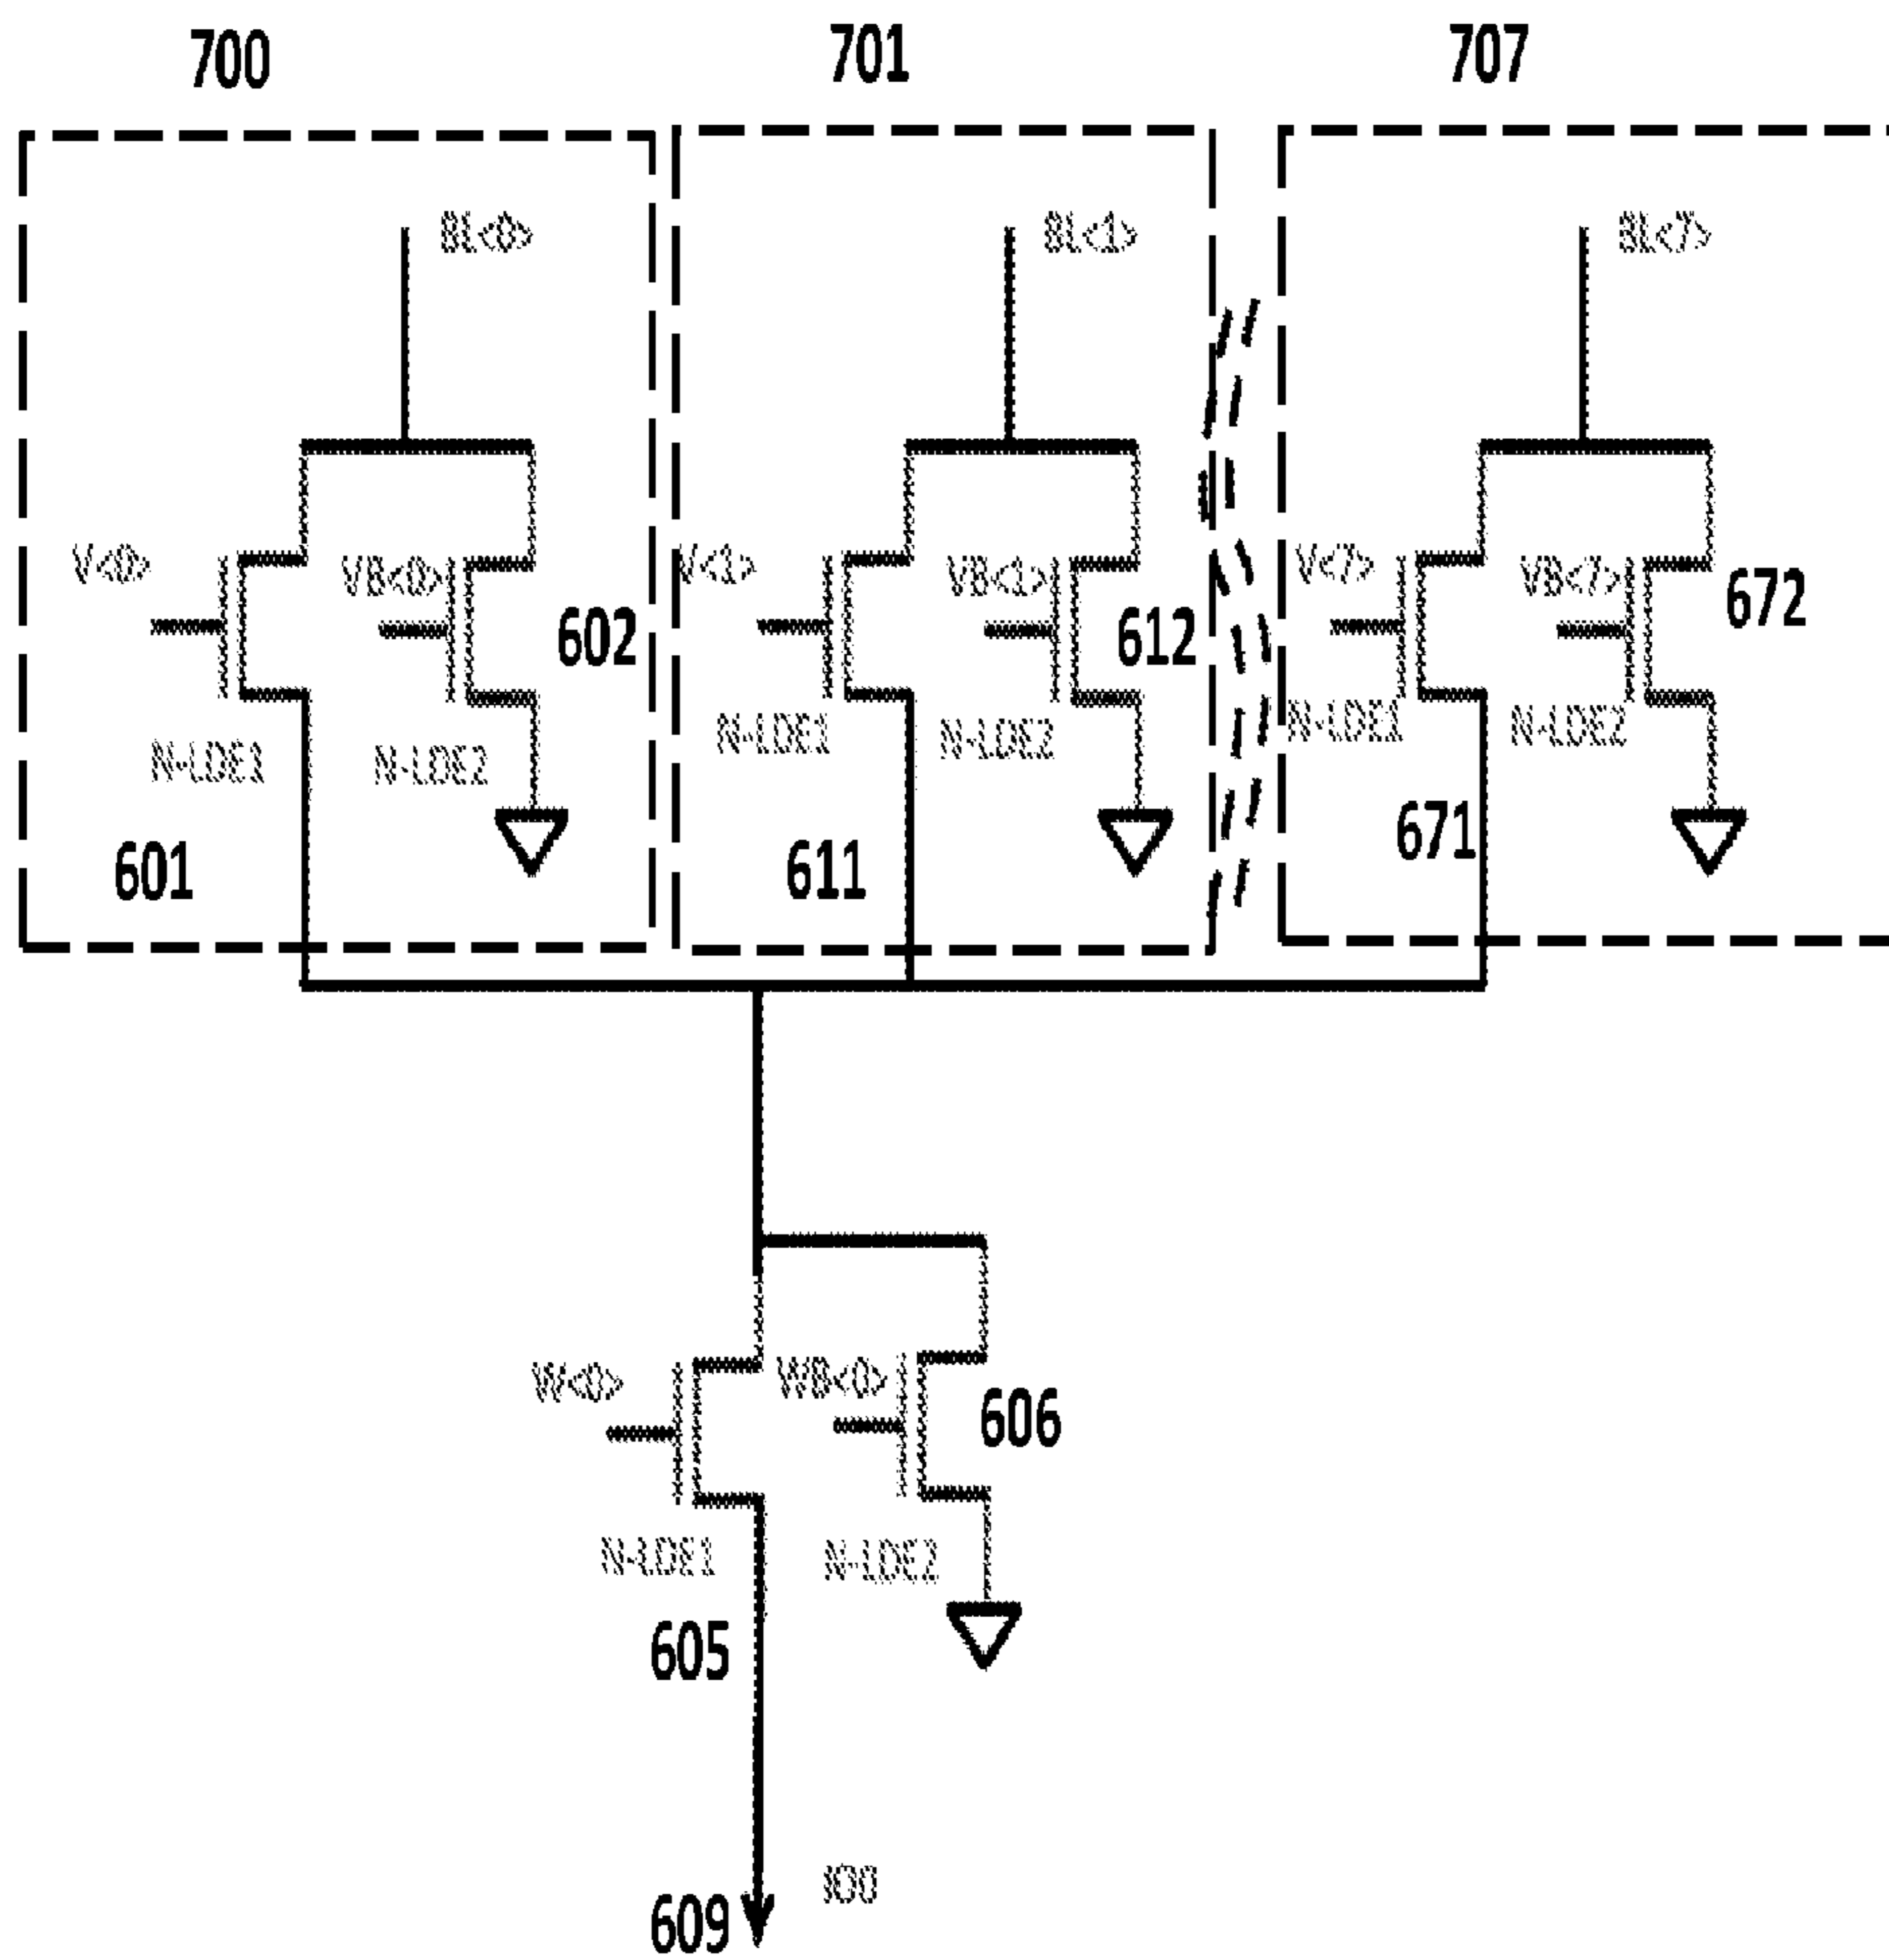 700 701 707
BL<0> BL<1> BL<7>
V<0> VB<0> V<1> VB<1> V<7> VB<7>
602 612 672
N-LDE1 N-LDE2 N-LDE1 N-LDE2 N-LDE1 N-LDE2
601 611 671
W<0> WB<0>
606
N-LDE1 N-LDE2
605
609